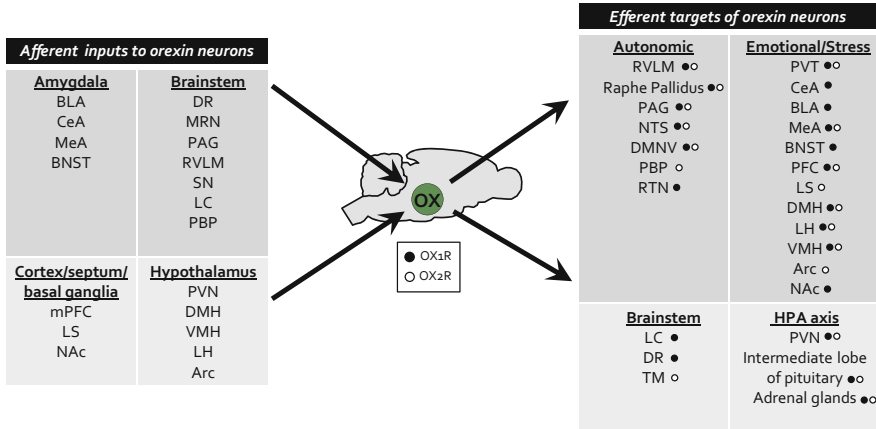 Afferent inputs to orexin neurons
Amygdala
BLA
CeA
MeA
BNST
Brainstem
DR
MRN
PAG
RVLM
SN
LC
PBP
Cortex/septum/
basal ganglia
mPFC
LS
NAc
Hypothalamus
PVN
DMH
VMH
LH
Arc
OX
● OX1R
○ OX2R
Efferent targets of orexin neurons
Autonomic
RVLM ●○
Raphe Pallidus ●○
PAG ●○
NTS ●○
DMNV ●○
PBP ○
RTN ●
Emotional/Stress
PVT ●○
CeA ●
BLA ●
MeA ●○
BNST ●
PFC ●○
LS ○
DMH ●○
LH ●○
VMH ●○
Arc ○
NAc ●
Brainstem
LC ●
DR ●
TM ○
HPA axis
PVN ●○
Intermediate lobe
of pituitary ●○
Adrenal glands ●○